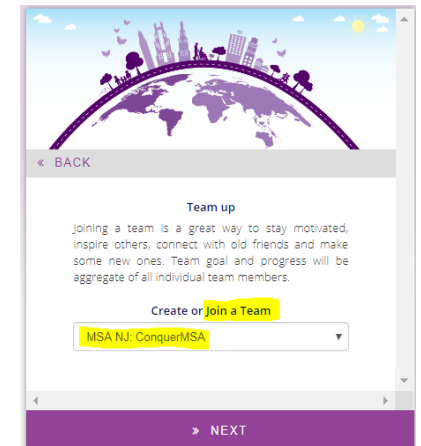 « BACK
Team up
Joining a team is a great way to stay motivated,
inspire others, connect with old friends and make
some new ones. Team goal and progress will be
aggregate of all individual team members.
Create or Join a Team
MSA NJ: ConquerMSA
» NEXT